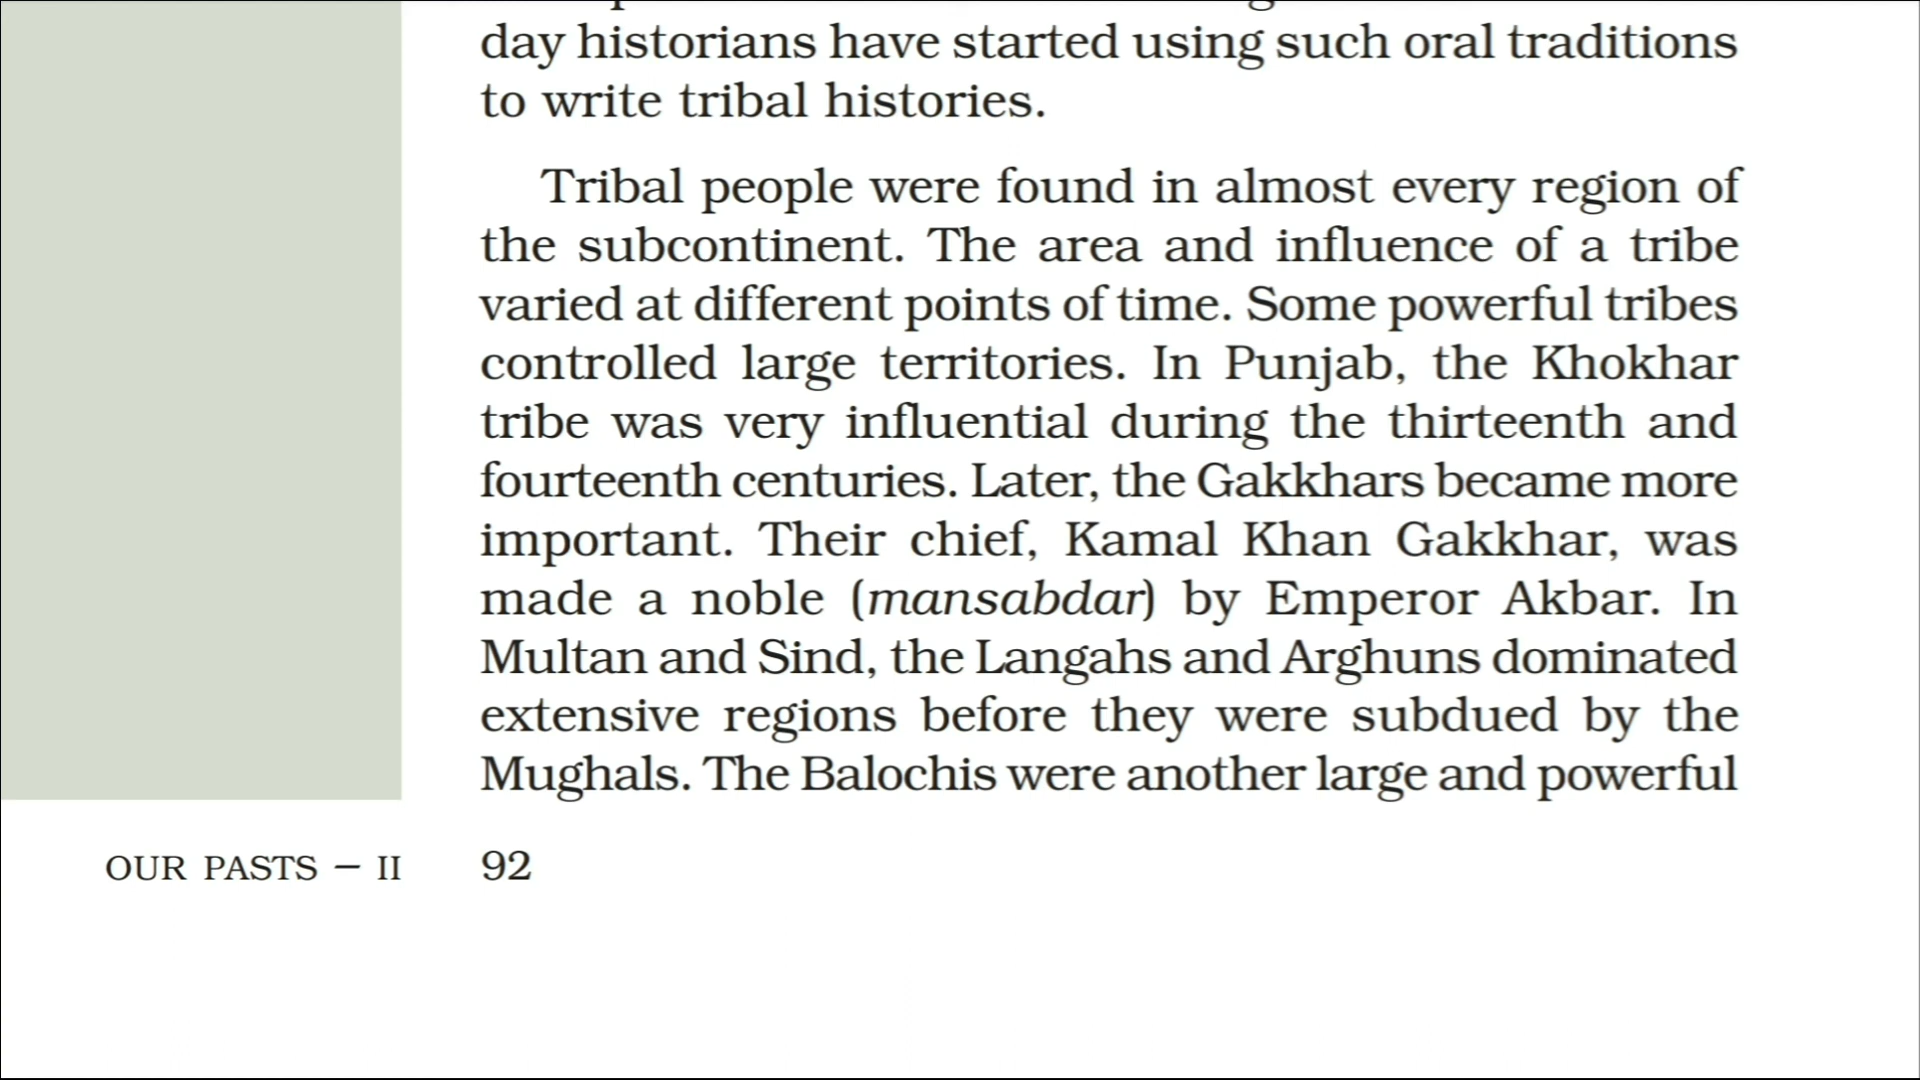 day historians have started using such oral traditions
to write tribal histories.
Tribal people were found in almost every region of
the subcontinent. The area and influence of a tribe
varied at different points of time. Some powerful tribes
controlled large territories. In Punjab, the Khokhar
tribe was very influential during the thirteenth and
fourteenth centuries. Later, the Gakkhars became more
important. Their chief, Kamal Khan Gakkhar, was
made a noble (mansabdar) by Emperor Akbar. In
Multan and Sind, the Langahs and Arghuns dominated
extensive regions before they were subdued by the
Mughals. The Balochis were another large and powerful
OUR PASTS – II 92